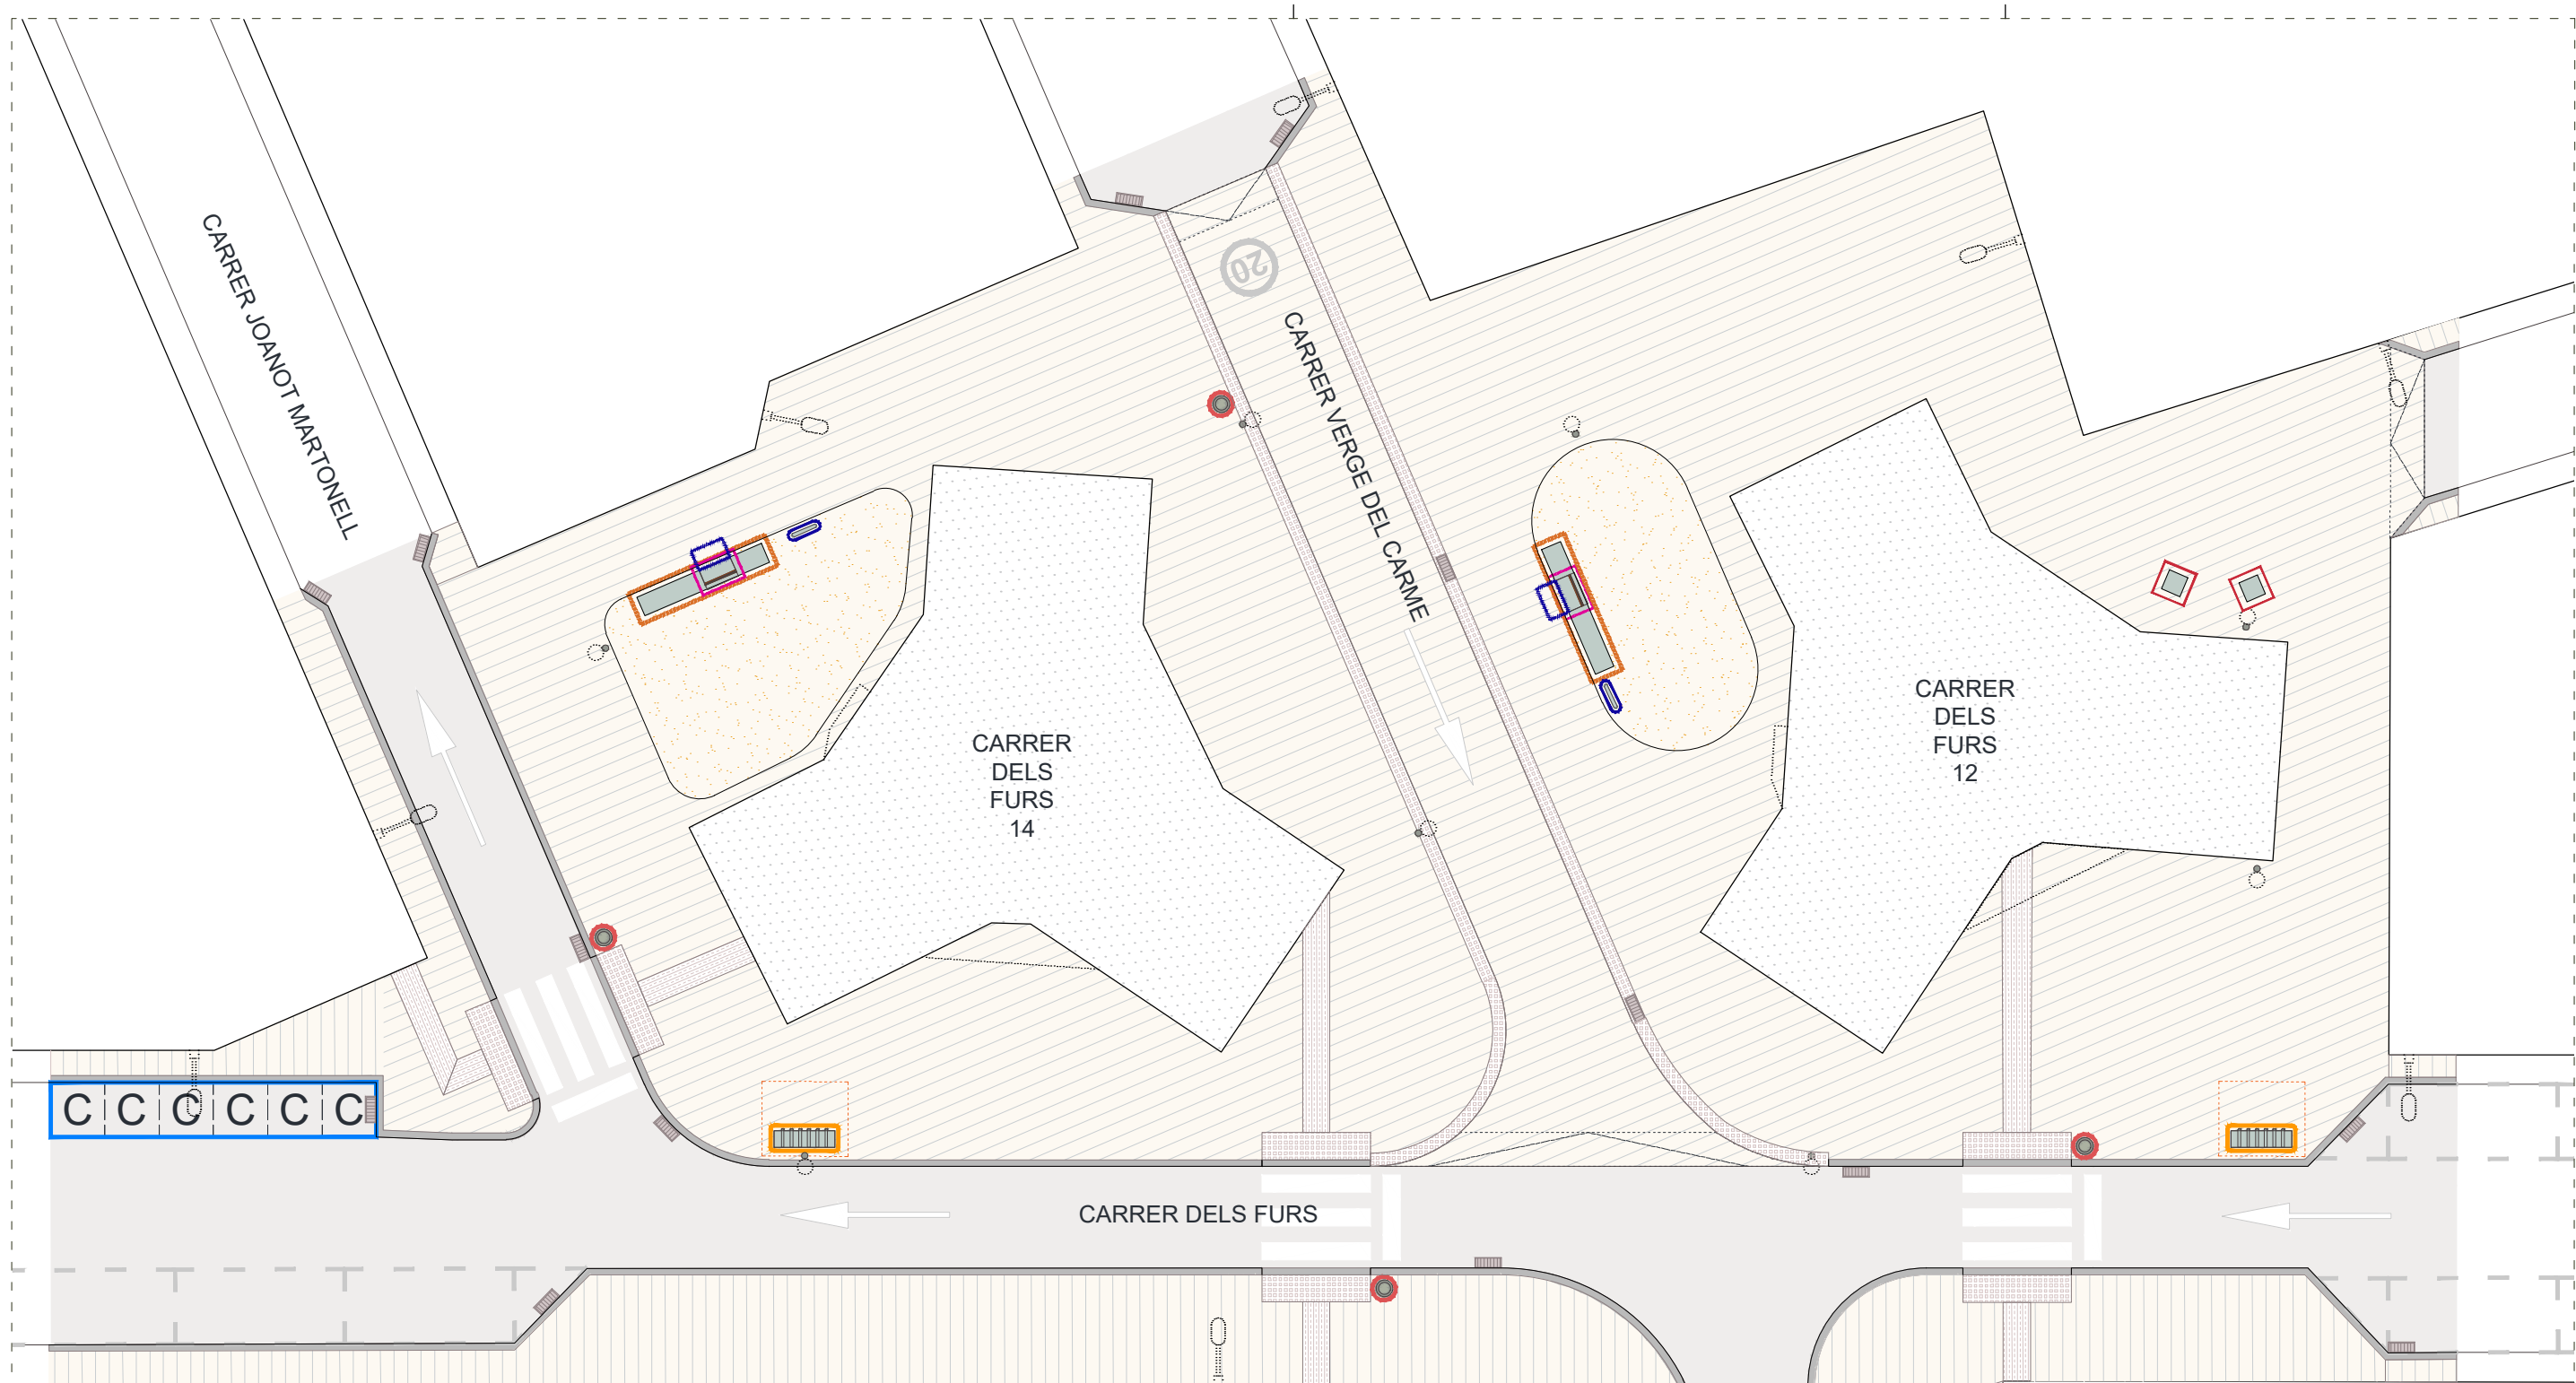 20
CARRER JOANOT MARTONELL
CARRER VERGE DEL CARME
CARRER
DELS
FURS
14
CARRER
DELS
FURS
12
C C C C C C
CARRER DELS FURS